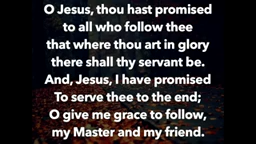 O Jesus, thou hast promised
to all who follow thee
that where thou art in glory
there shall thy servant be.
And, Jesus, I have promised
To serve thee to the end;
O give me grace to follow,
my Master and my friend.